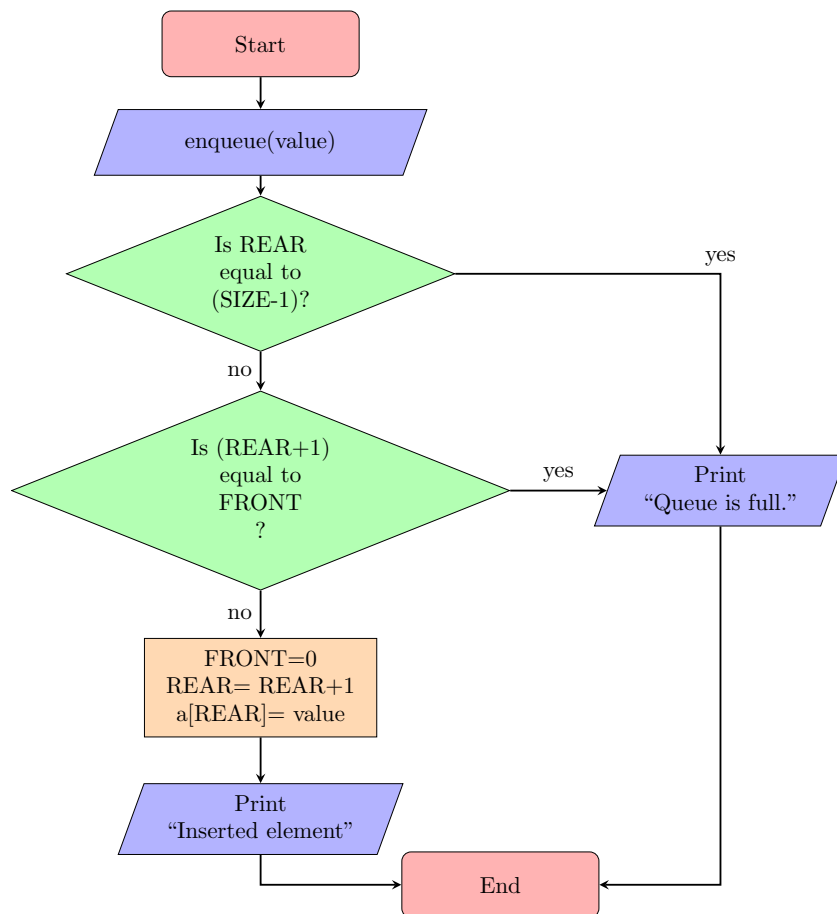 Start
enqueue(value)
Is REAR
equal to
(SIZE-1)?
yes
no
Is (REAR+1)
equal to
FRONT
?
yes
Print
“Queue is full.”
no
FRONT=0
REAR= REAR+1
a[REAR]= value
Print
“Inserted element”
End